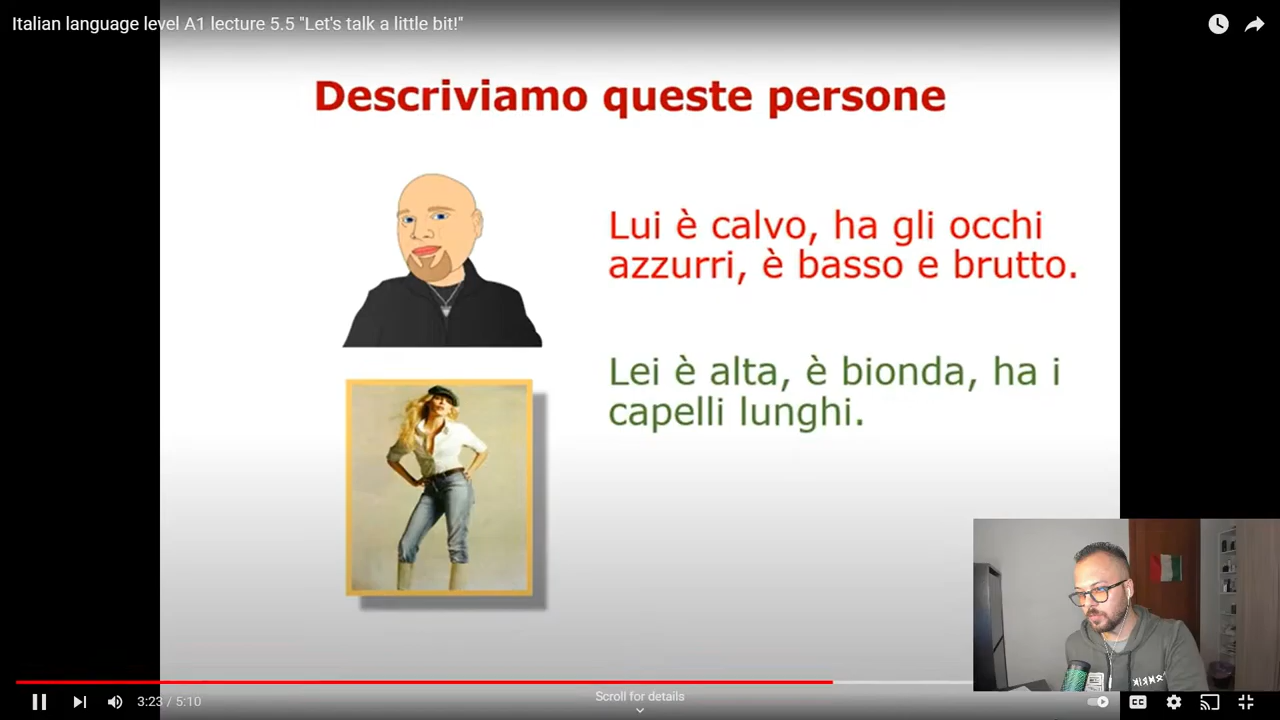 Italian language level A1 lecture 5.5 "Let's talk a little bit!"
Descriviamo queste persone
Lui è calvo, ha gli occhi
azzurri, è basso e brutto.
Lei è alta, è bionda, ha i
capelli lunghi.
3:23 / 5:10
Scroll for details
CC